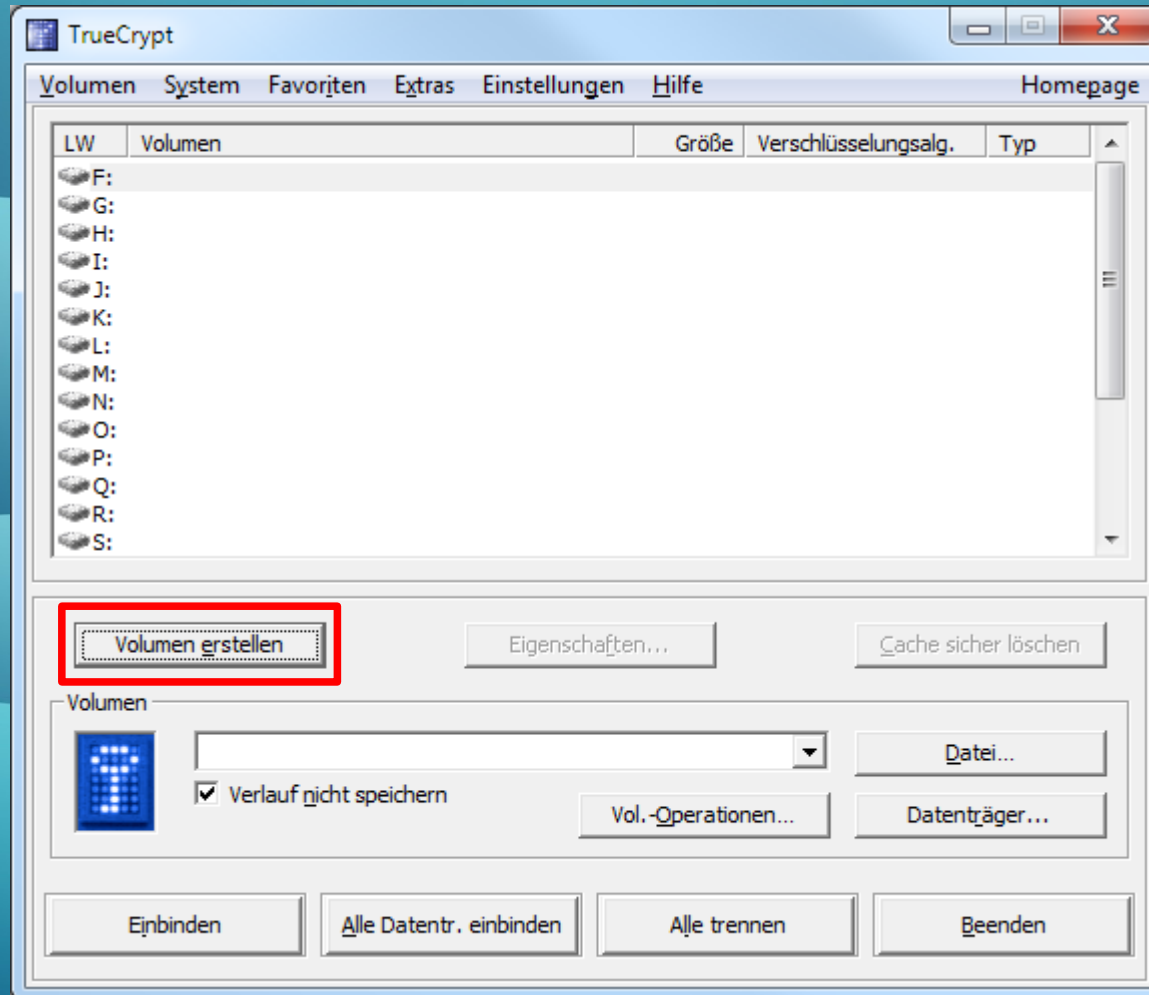 TrueCrypt
Volumen System Favoriten Extras Einstellungen Hilfe Homepage
LW Volumen Größe Verschlüsselungsalg. Typ
F:
G:
H:
I:
J:
K:
L:
M:
N:
O:
P:
Q:
R:
S:
Volumen erstellen Eigenschaften... Cache sicher löschen
Volumen
Datei...
Verlauf nicht speichern
Vol.-Operationen... Datenträger...
Einbinden Alle Datentr. einbinden Alle trennen Beenden